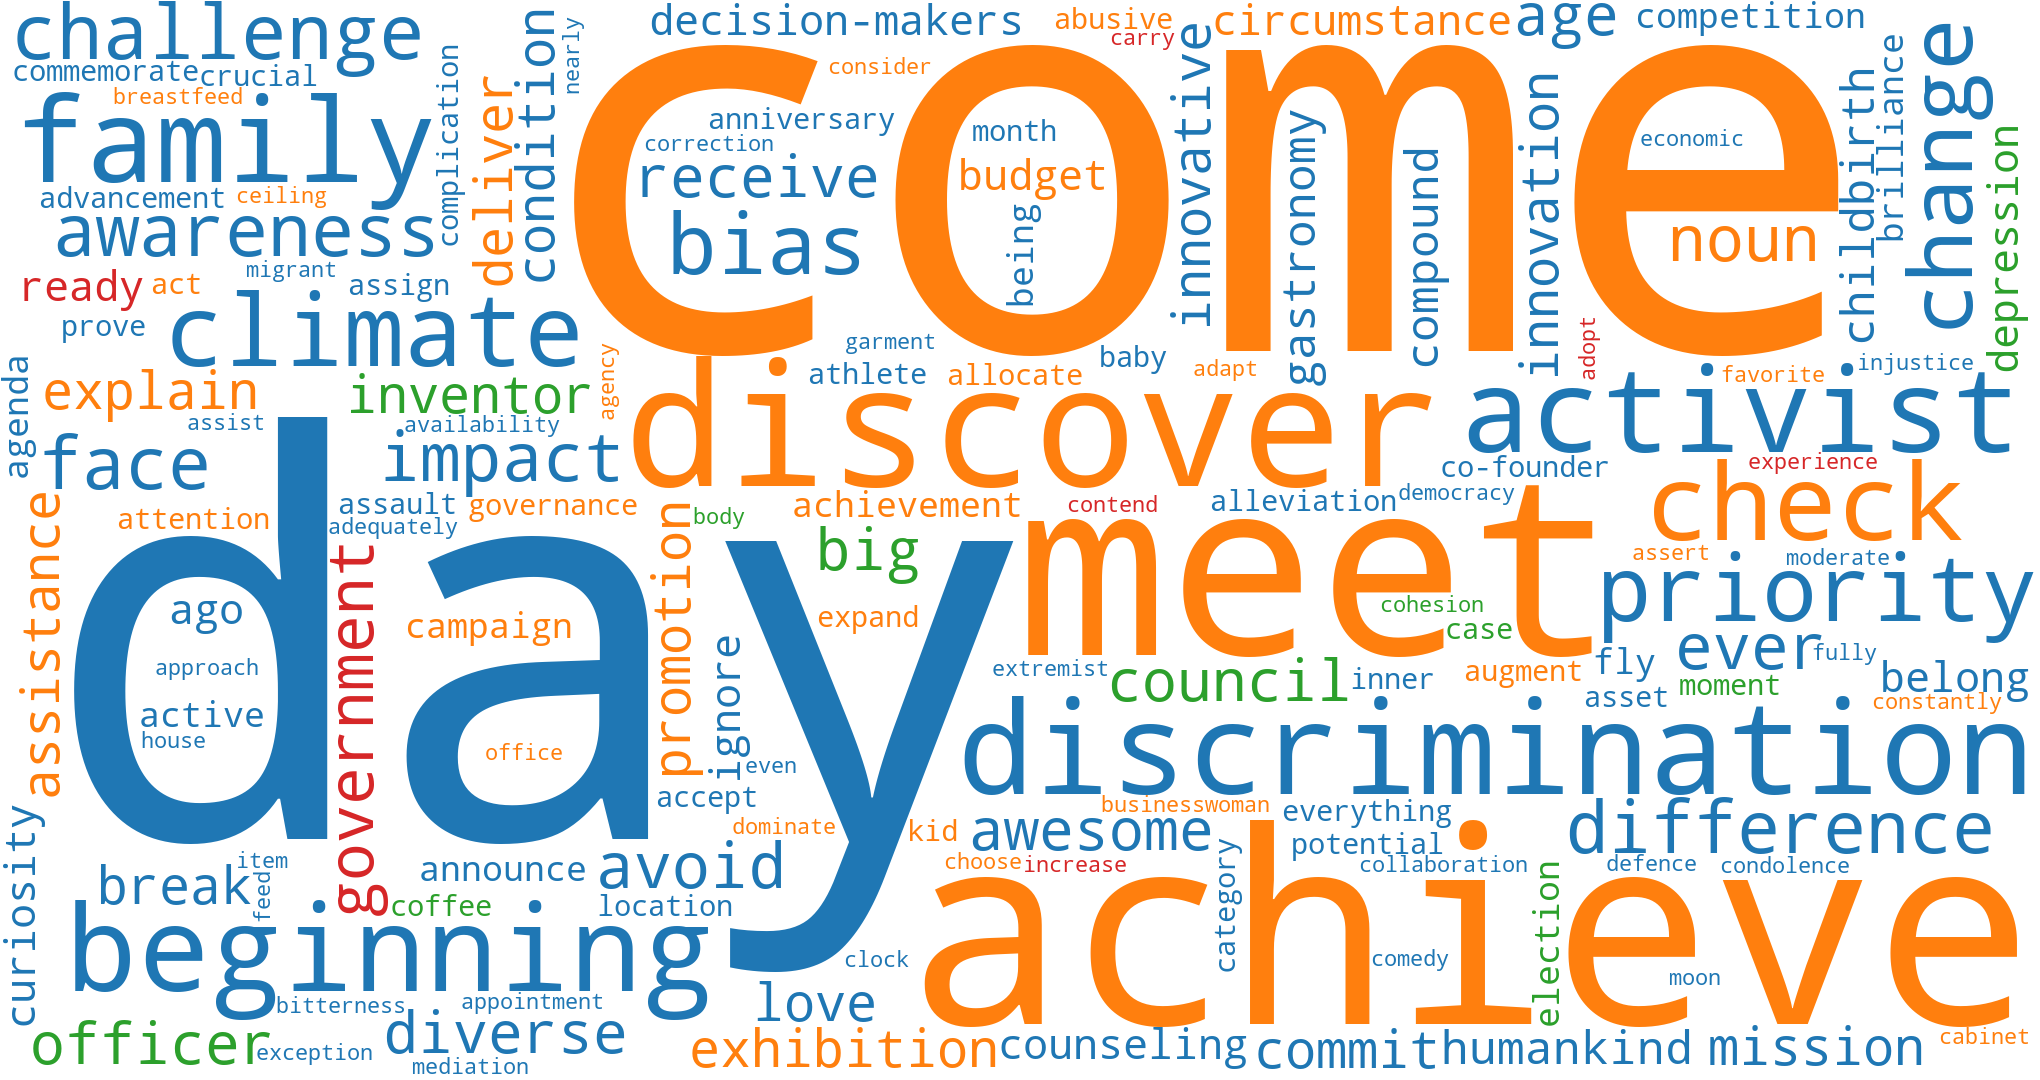 challenge
decision-makers
abusive
carry
circumstance
age
competition
commemorate
crucial
breastfeed
family
complication
deliver
condition
nearly
come
consider
anniversary
correction
receive
bias
month
budget
being
innovative
gastronomy
compound
innovation
noun
economic
childbirth
brilliance
change
depression
advancement
ceiling
awareness
ready
act
migrant
assign
prove
climate
explain
inventor
agency
agenda
assist
face
availability
impact
garment
athlete
allocate
baby
adapt
discover
adopt
favorite
injustice
activist
assistance
attention
assault
adequately
governance
achievement
body
big
contend
alleviation
co-founder
democracy
experience
check
assert
moderate
priority
day
ago
approach
active
house
government
campaign
office
promotion
ignore
even
accept
dominate
expand
meet
cohesion
case
extremist
council
inner
augment
fly
asset
ever
fully
moment
belong
constantly
discrimination
businesswoman
kid
awesome
everything
potential
difference
choose
increase
category
collaboration
defence
condolence
curiosity
break
item
feed
announce
avoid
coffee
location
beginning
clock
achieve
comedy
election
moon
bitterness
appointment
officer
exception
diverse
mediation
love
exhibition
counseling
commit
humankind
mission
cabinet